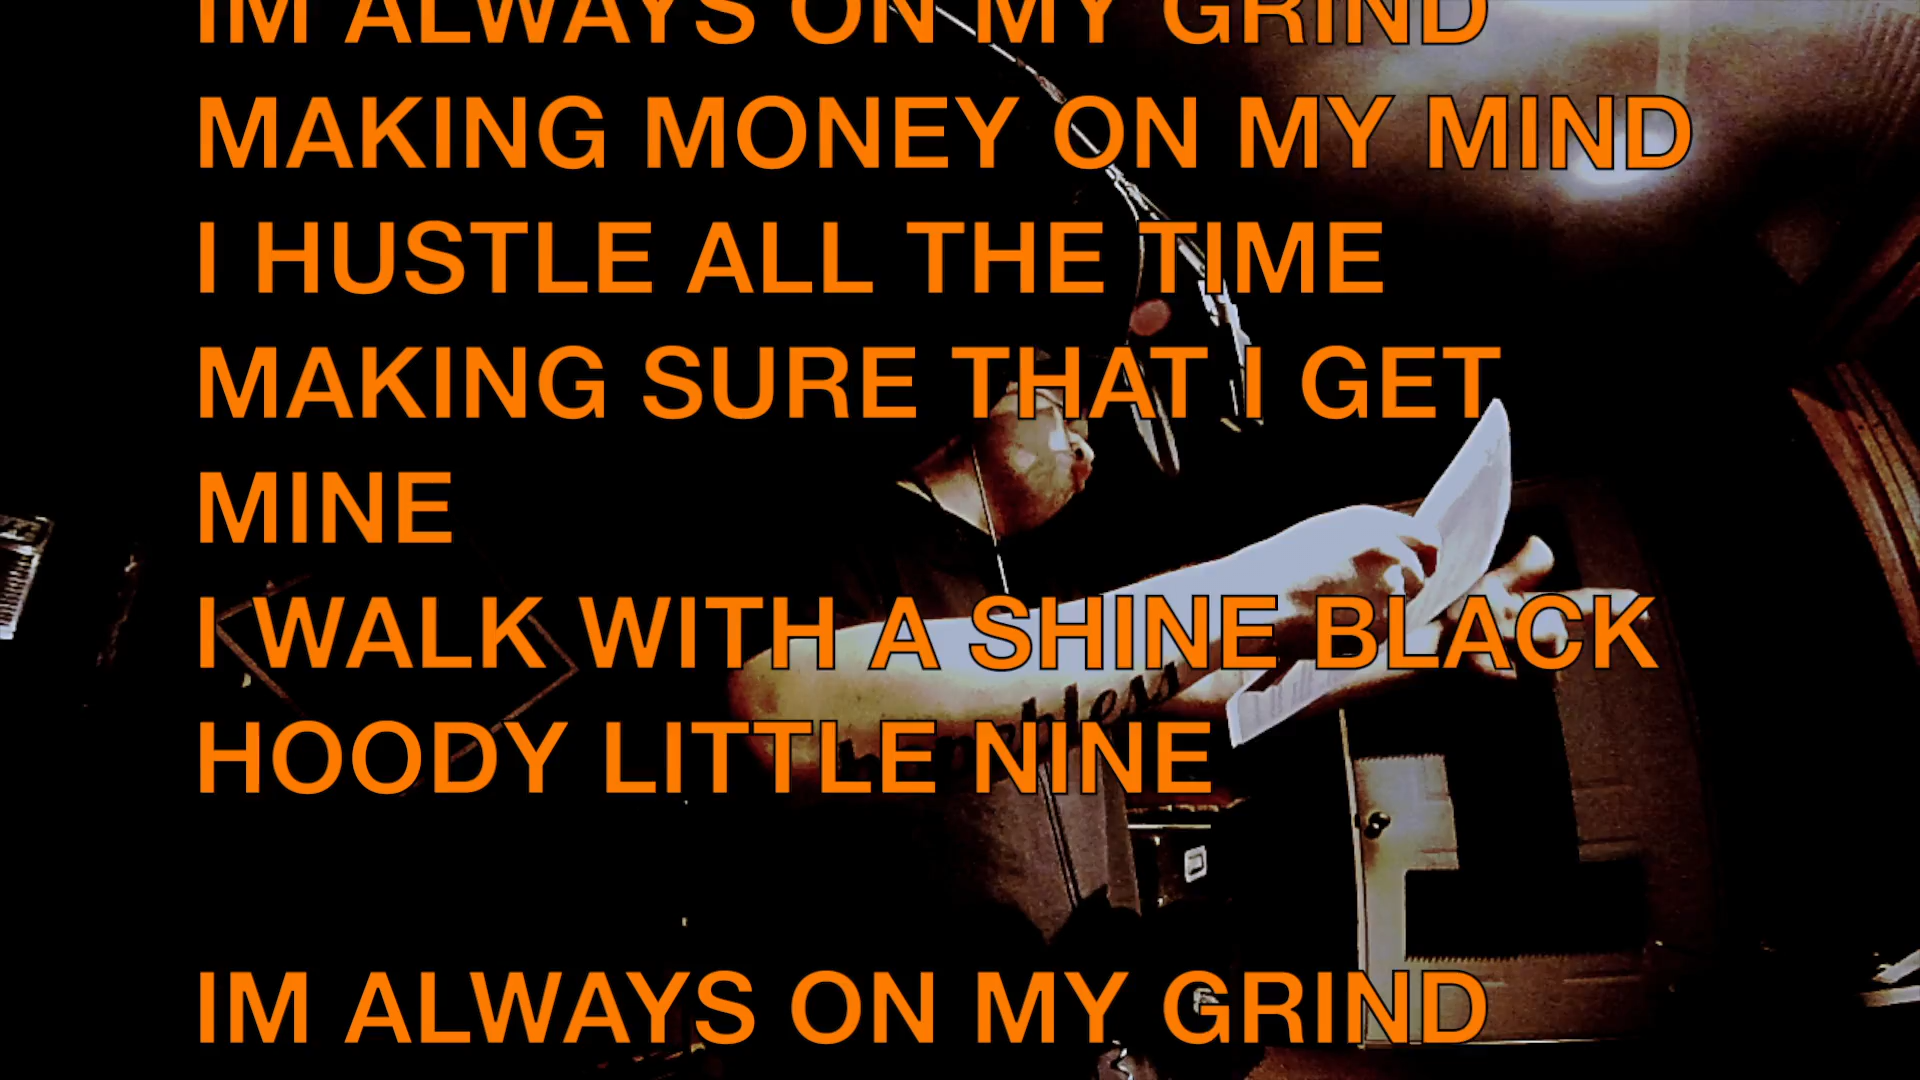 IM ALWAYS ON MY GRIND
MAKING MONEY ON MY MIND
I HUSTLE ALL THE TIME
MAKING SURE THAT I GET
MINE
I WALK WITH A SHINE BLACK
HOODY LITTLE NINE
IM ALWAYS ON MY GRIND